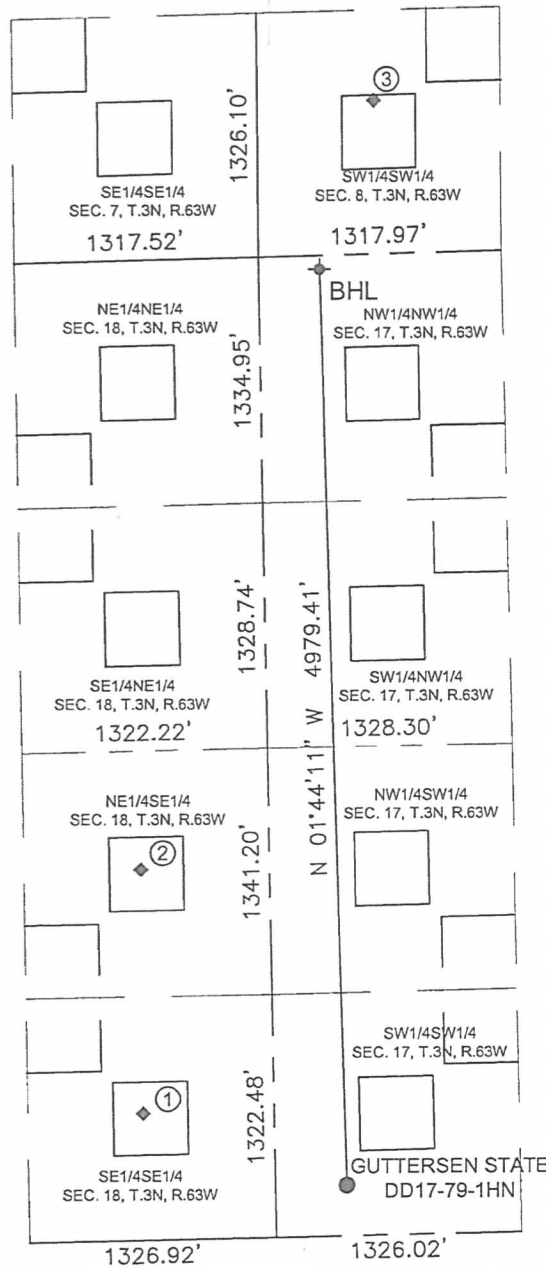 ③
1326.10'
SE1/4SE1/4
SEC. 7, T.3N, R.63W
1317.52'
SW1/4SW1/4
SEC. 8, T.3N, R.63W
1317.97'
BHL
NE1/4NE1/4
SEC. 18, T.3N, R.63W
NW1/4NW1/4
SEC. 17, T.3N, R.63W
1334.95'
1328.74'
N 01°44'11" W 4979.41'
SE1/4NE1/4
SEC. 18, T.3N, R.63W
1322.22'
SW1/4NW1/4
SEC. 17, T.3N, R.63W
1328.30'
NE1/4SE1/4
SEC. 18, T.3N, R.63W
NW1/4SW1/4
SEC. 17, T.3N, R.63W
②
1341.20'
SW1/4SW1/4
SEC. 17, T.3N, R.63W
①
1322.48'
SE1/4SE1/4
SEC. 18, T.3N, R.63W
GUTTERSEN STATE
DD17-79-1HN
1326.92'
1326.02'